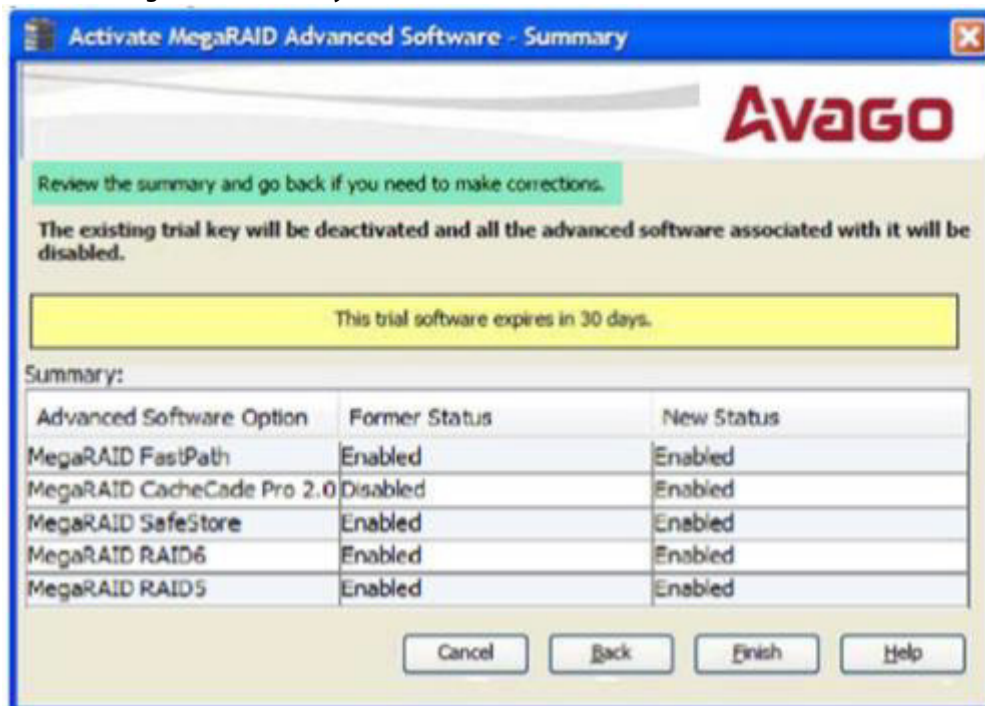 Activate MegaRAID Advanced Software - Summary
Avago
Review the summary and go back if you need to make corrections.
The existing trial key will be deactivated and all the advanced software associated with it will be
disabled.
This trial software expires in 30 days.
Summary:
Advanced Software Option Former Status New Status
MegaRAID FastPath Enabled Enabled
MegaRAID CacheCade Pro 2.0 Disabled Enabled
MegaRAID SafeStore Enabled Enabled
MegaRAID RAID6 Enabled Enabled
MegaRAID RAID5 Enabled Enabled
Cancel Back Finish Help